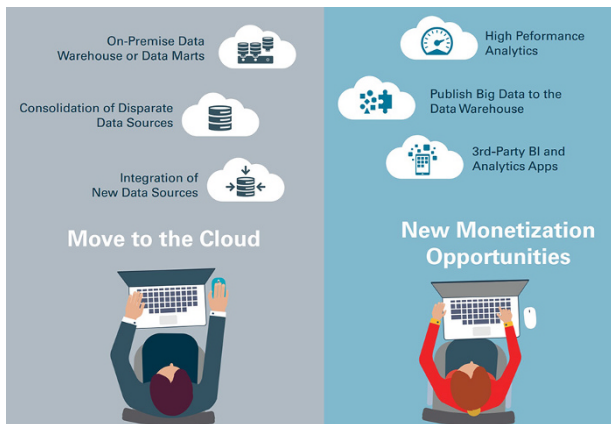 On-Premise Data
Warehouse or Data Marts
Consolidation of Disparate
Data Sources
Integration of
New Data Sources
Move to the Cloud
High Peformance
Analytics
Publish Big Data to the
Data Warehouse
3rd-Party BI and
Analytics Apps
New Monetization
Opportunities